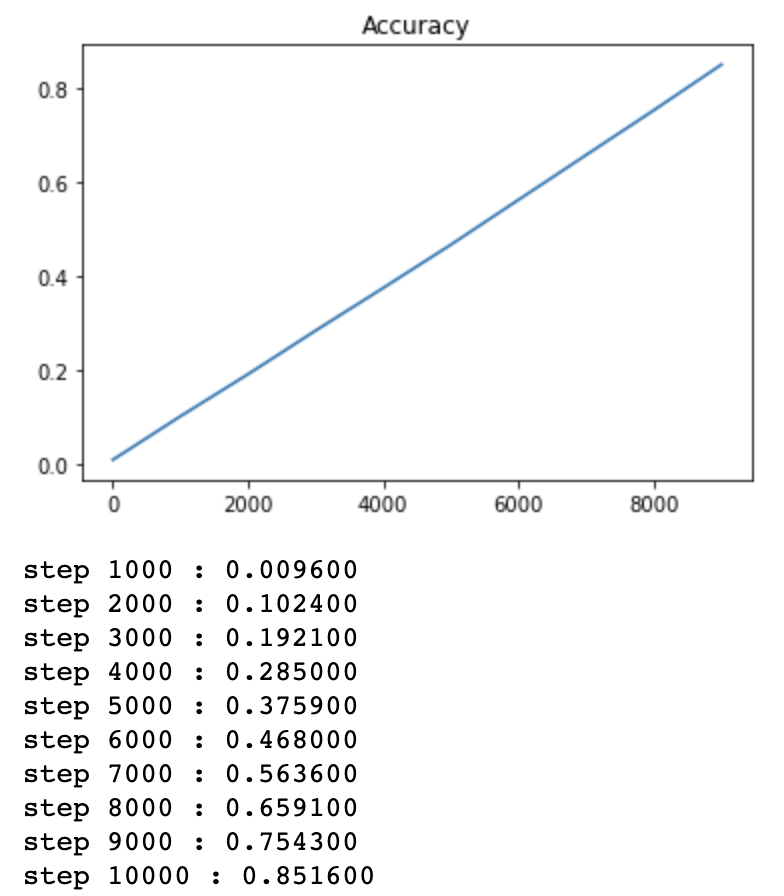 Accuracy
0.8
0.6
0.4
0.2
0.0
0 2000 4000 6000 8000
step 1000 : 0.009600
step 2000 : 0.102400
step 3000 : 0.192100
step 4000 : 0.285000
step 5000 : 0.375900
step 6000 : 0.468000
step 7000 : 0.563600
step 8000 : 0.659100
step 9000 : 0.754300
step 10000 : 0.851600